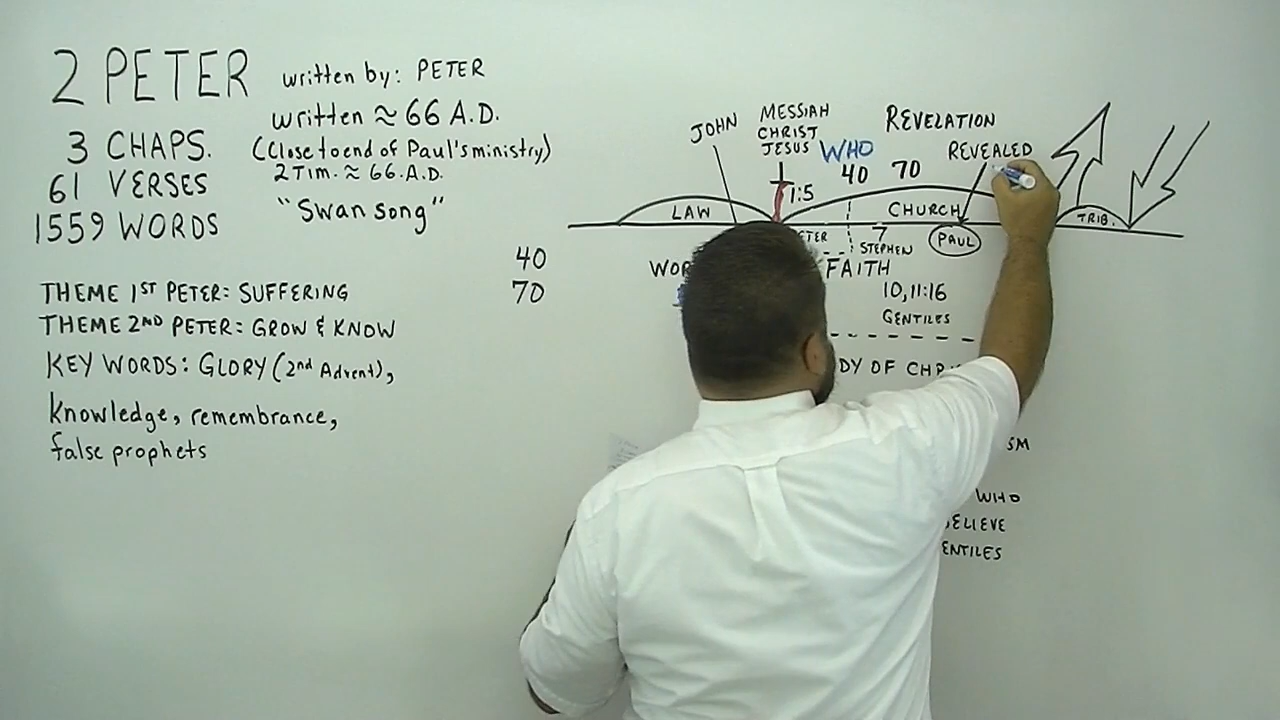 2 PETER
written by: PETER
written ≈ 66 A.D.
3 CHAPS.
(Close to end of Paul's ministry)
61 VERSES
2 Tim. ≈ 66 A.D.
1559 WORDS
"Swan song"
40
70
THEME 1ST PETER: SUFFERING
THEME 2ND PETER: GROW & KNOW
KEY WORDS: GLORY (2nd Advent),
knowledge, remembrance,
false prophets
JOHN
MESSIAH
CHRIST
JESUS
WHO
REVELATION
REVEALED
40
70
1:5
LAW
CHURCH
TRIB.
7
STEPHEN
PAUL
FAITH
10, 11:16
GENTILES
OF
WHO